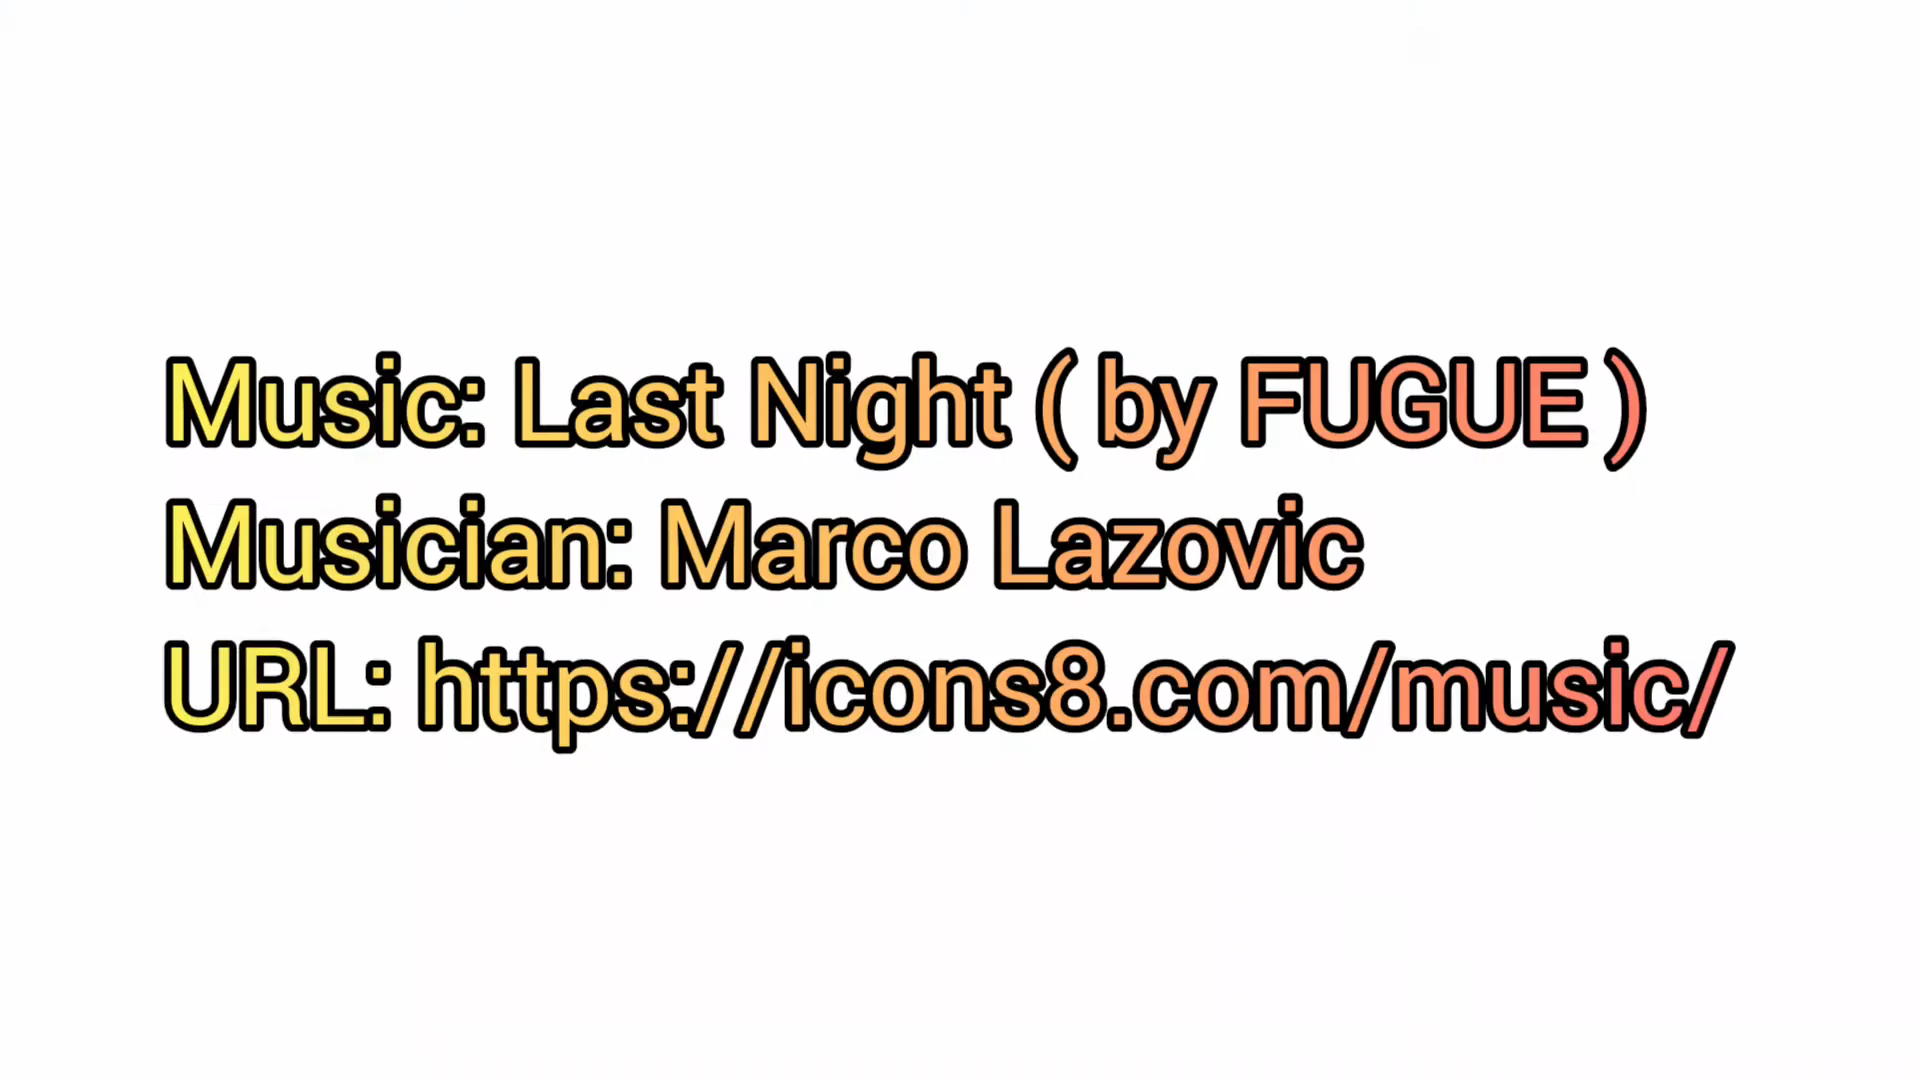 Music: Last Night ( by FUGUE )
Musician: Marco Lazovic
URL: https://icons8.com/music/